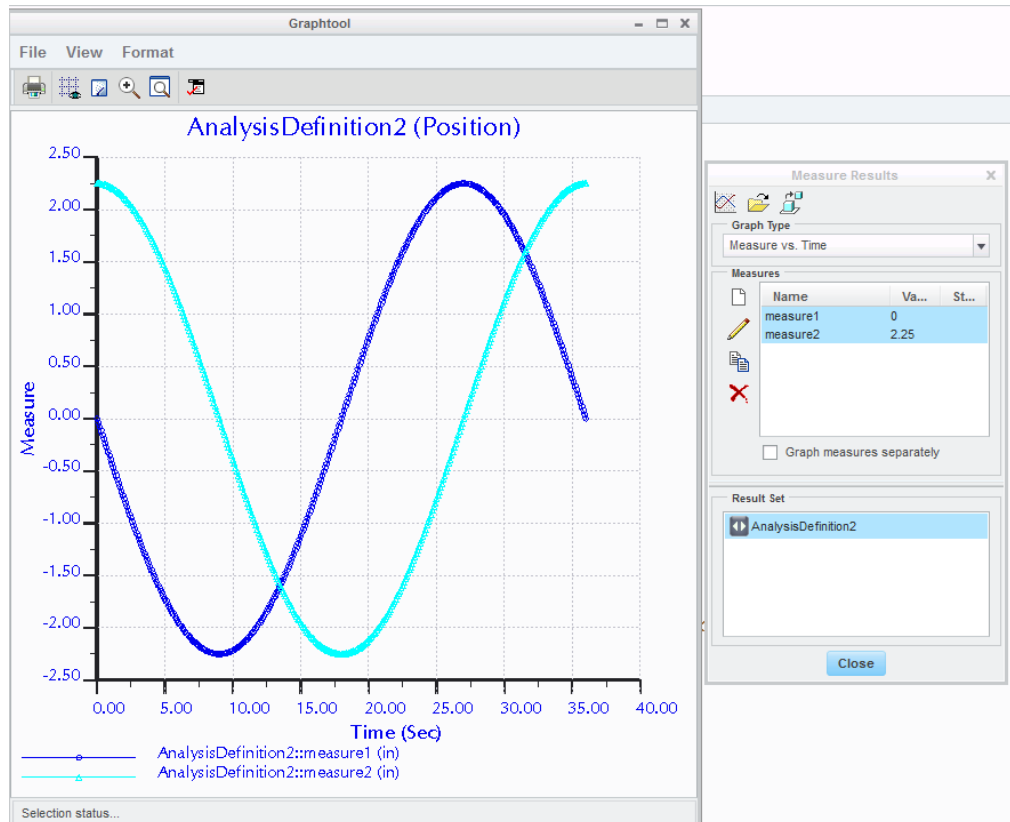 Graphtool
File View Format
AnalysisDefinition2 (Position)
2.50
2.00
1.50
1.00
0.50
0.00
-0.50
-1.00
-1.50
-2.00
-2.50
Measure
0.00 5.00 10.00 15.00 20.00 25.00 30.00 35.00 40.00
Time (Sec)
AnalysisDefinition2::measure1 (in)
AnalysisDefinition2::measure2 (in)
Selection status...
Measure Results
Graph Type
Measure vs. Time
Measures
Name Va... St...
measure1 0
measure2 2.25
Graph measures separately
Result Set
AnalysisDefinition2
Close